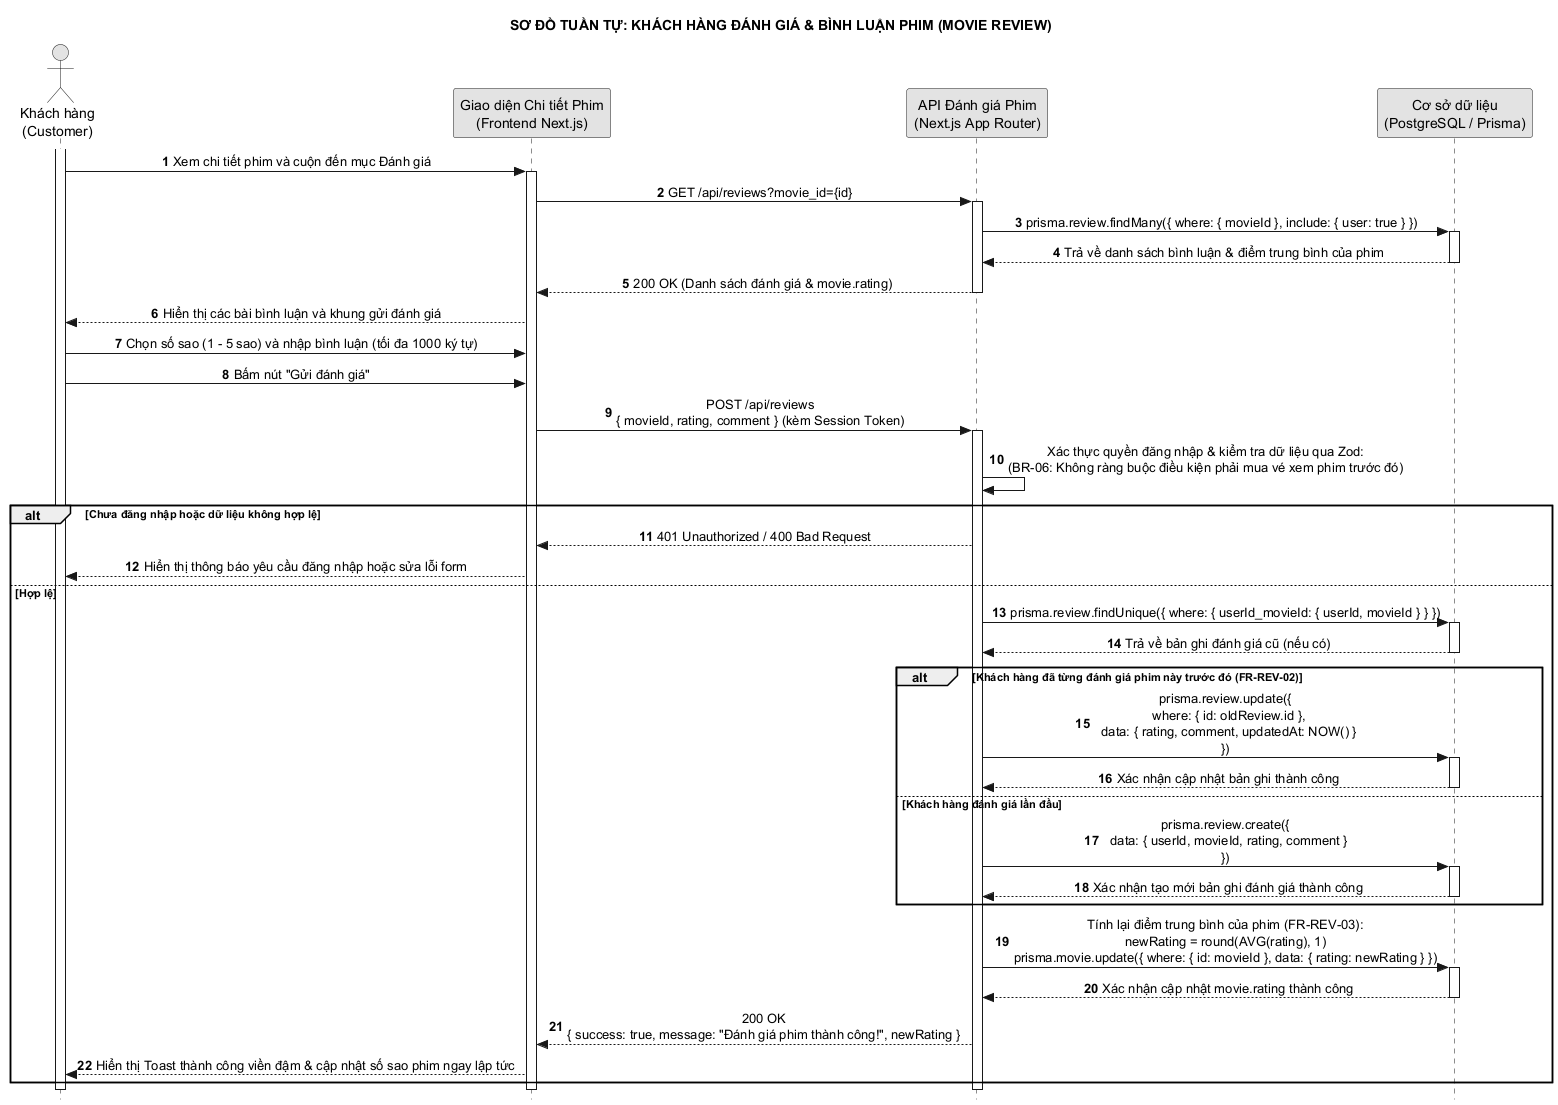 SƠ ĐỒ TUẦN TỰ: KHÁCH HÀNG ĐÁNH GIÁ & BÌNH LUẬN PHIM (MOVIE REVIEW)
Khách hàng
(Customer)
Giao diện Chi tiết Phim
(Frontend Next.js)
API Đánh giá Phim
(Next.js App Router)
Cơ sở dữ liệu
(PostgreSQL / Prisma)
1 Xem chi tiết phim và cuộn đến mục Đánh giá
2 GET /api/reviews?movie_id={id}
3 prisma.review.findMany({ where: { movieId }, include: { user: true } })
4 Trả về danh sách bình luận & điểm trung bình của phim
5 200 OK (Danh sách đánh giá & movie.rating)
6 Hiển thị các bài bình luận và khung gửi đánh giá
7 Chọn số sao (1 - 5 sao) và nhập bình luận (tối đa 1000 ký tự)
8 Bấm nút "Gửi đánh giá"
9 POST /api/reviews
{ movieId, rating, comment } (kèm Session Token)
10 Xác thực quyền đăng nhập & kiểm tra dữ liệu qua Zod:
(BR-06: Không ràng buộc điều kiện phải mua vé xem phim trước đó)
alt [Chưa đăng nhập hoặc dữ liệu không hợp lệ]
11 401 Unauthorized / 400 Bad Request
12 Hiển thị thông báo yêu cầu đăng nhập hoặc sửa lỗi form
[Hợp lệ]
13 prisma.review.findUnique({ where: { userId_movieId: { userId, movieId } } })
14 Trả về bản ghi đánh giá cũ (nếu có)
alt [Khách hàng đã từng đánh giá phim này trước đó (FR-REV-02)]
15 prisma.review.update({
where: { id: oldReview.id },
data: { rating, comment, updatedAt: NOW() }
})
16 Xác nhận cập nhật bản ghi thành công
[Khách hàng đánh giá lần đầu]
17 prisma.review.create({
data: { userId, movieId, rating, comment }
})
18 Xác nhận tạo mới bản ghi đánh giá thành công
19 Tính lại điểm trung bình của phim (FR-REV-03):
newRating = round(AVG(rating), 1)
prisma.movie.update({ where: { id: movieId }, data: { rating: newRating } })
20 Xác nhận cập nhật movie.rating thành công
21 200 OK
{ success: true, message: "Đánh giá phim thành công!", newRating }
22 Hiển thị Toast thành công viền đậm & cập nhật số sao phim ngay lập tức